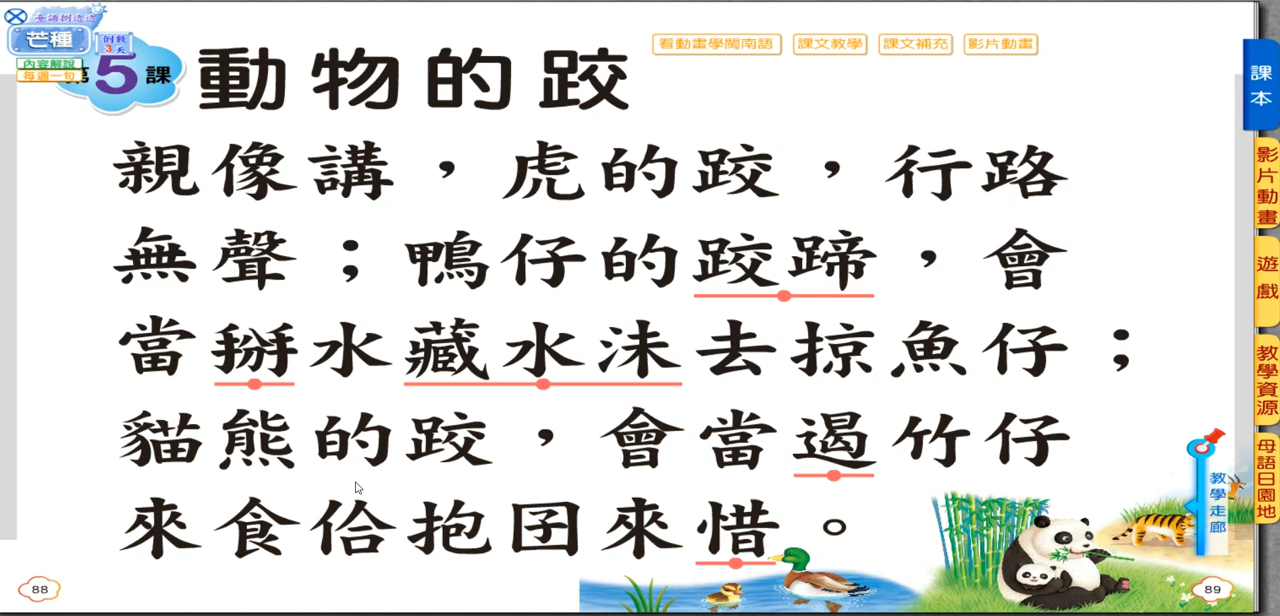 芒種
倒數
3天
內容解說
每週一句
第5課
動物的跤
看動畫學閩南語 課文教學 課文補充 影片動畫
親像講，虎的跤，行路
無聲；鴨仔的跤蹄，會
當掰水藏水沬去掠魚仔；
貓熊的跤，會當遏竹仔
來食佮抱囝來惜。
88
89
課本
影片動畫
遊戲
教學資源
母語日園地
教學走廊